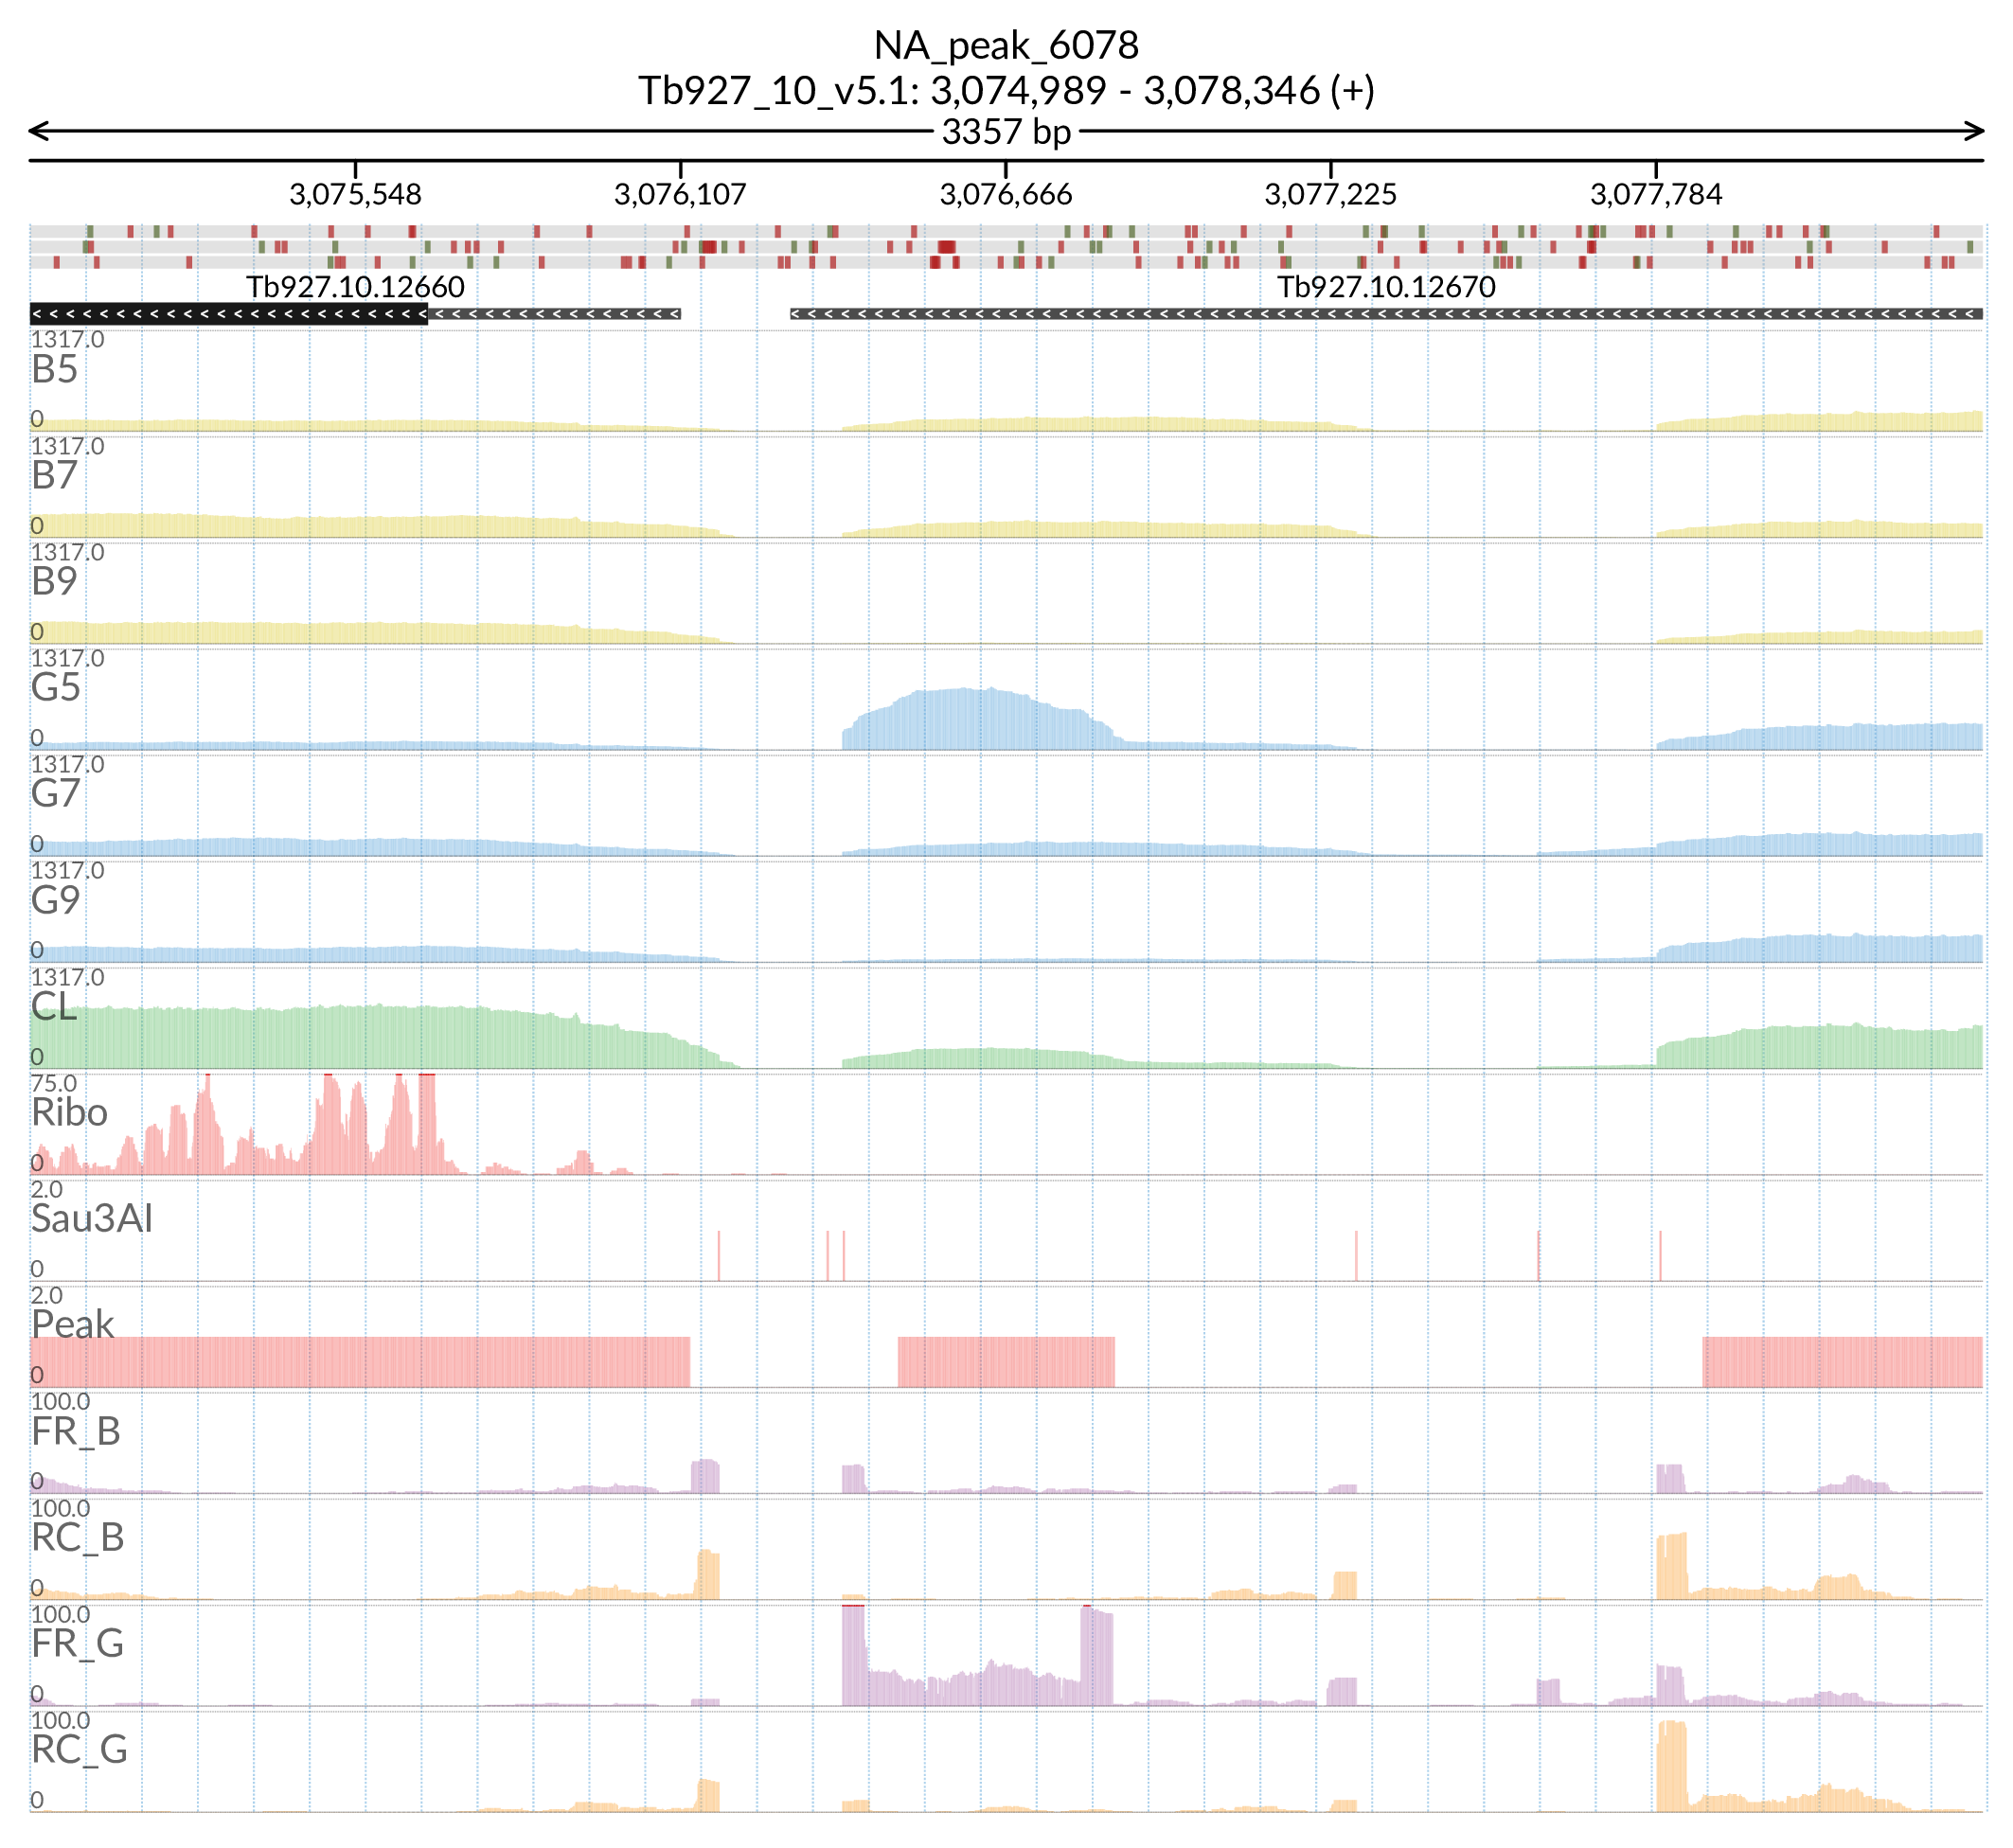 NA_peak_6078
Tb927_10_v5.1: 3,074,989 - 3,078,346 (+)
3357 bp
3,075,548 3,076,107 3,076,666 3,077,225 3,077,784
Tb927.10.12660 Tb927.10.12670
1317.0
B5
0
1317.0
B7
0
1317.0
B9
0
1317.0
G5
0
1317.0
G7
0
1317.0
G9
0
1317.0
CL
0
75.0
Ribo
0
2.0
Sau3AI
0
2.0
Peak
0
100.0
FR_B
0
100.0
RC_B
0
100.0
FR_G
0
100.0
RC_G
0